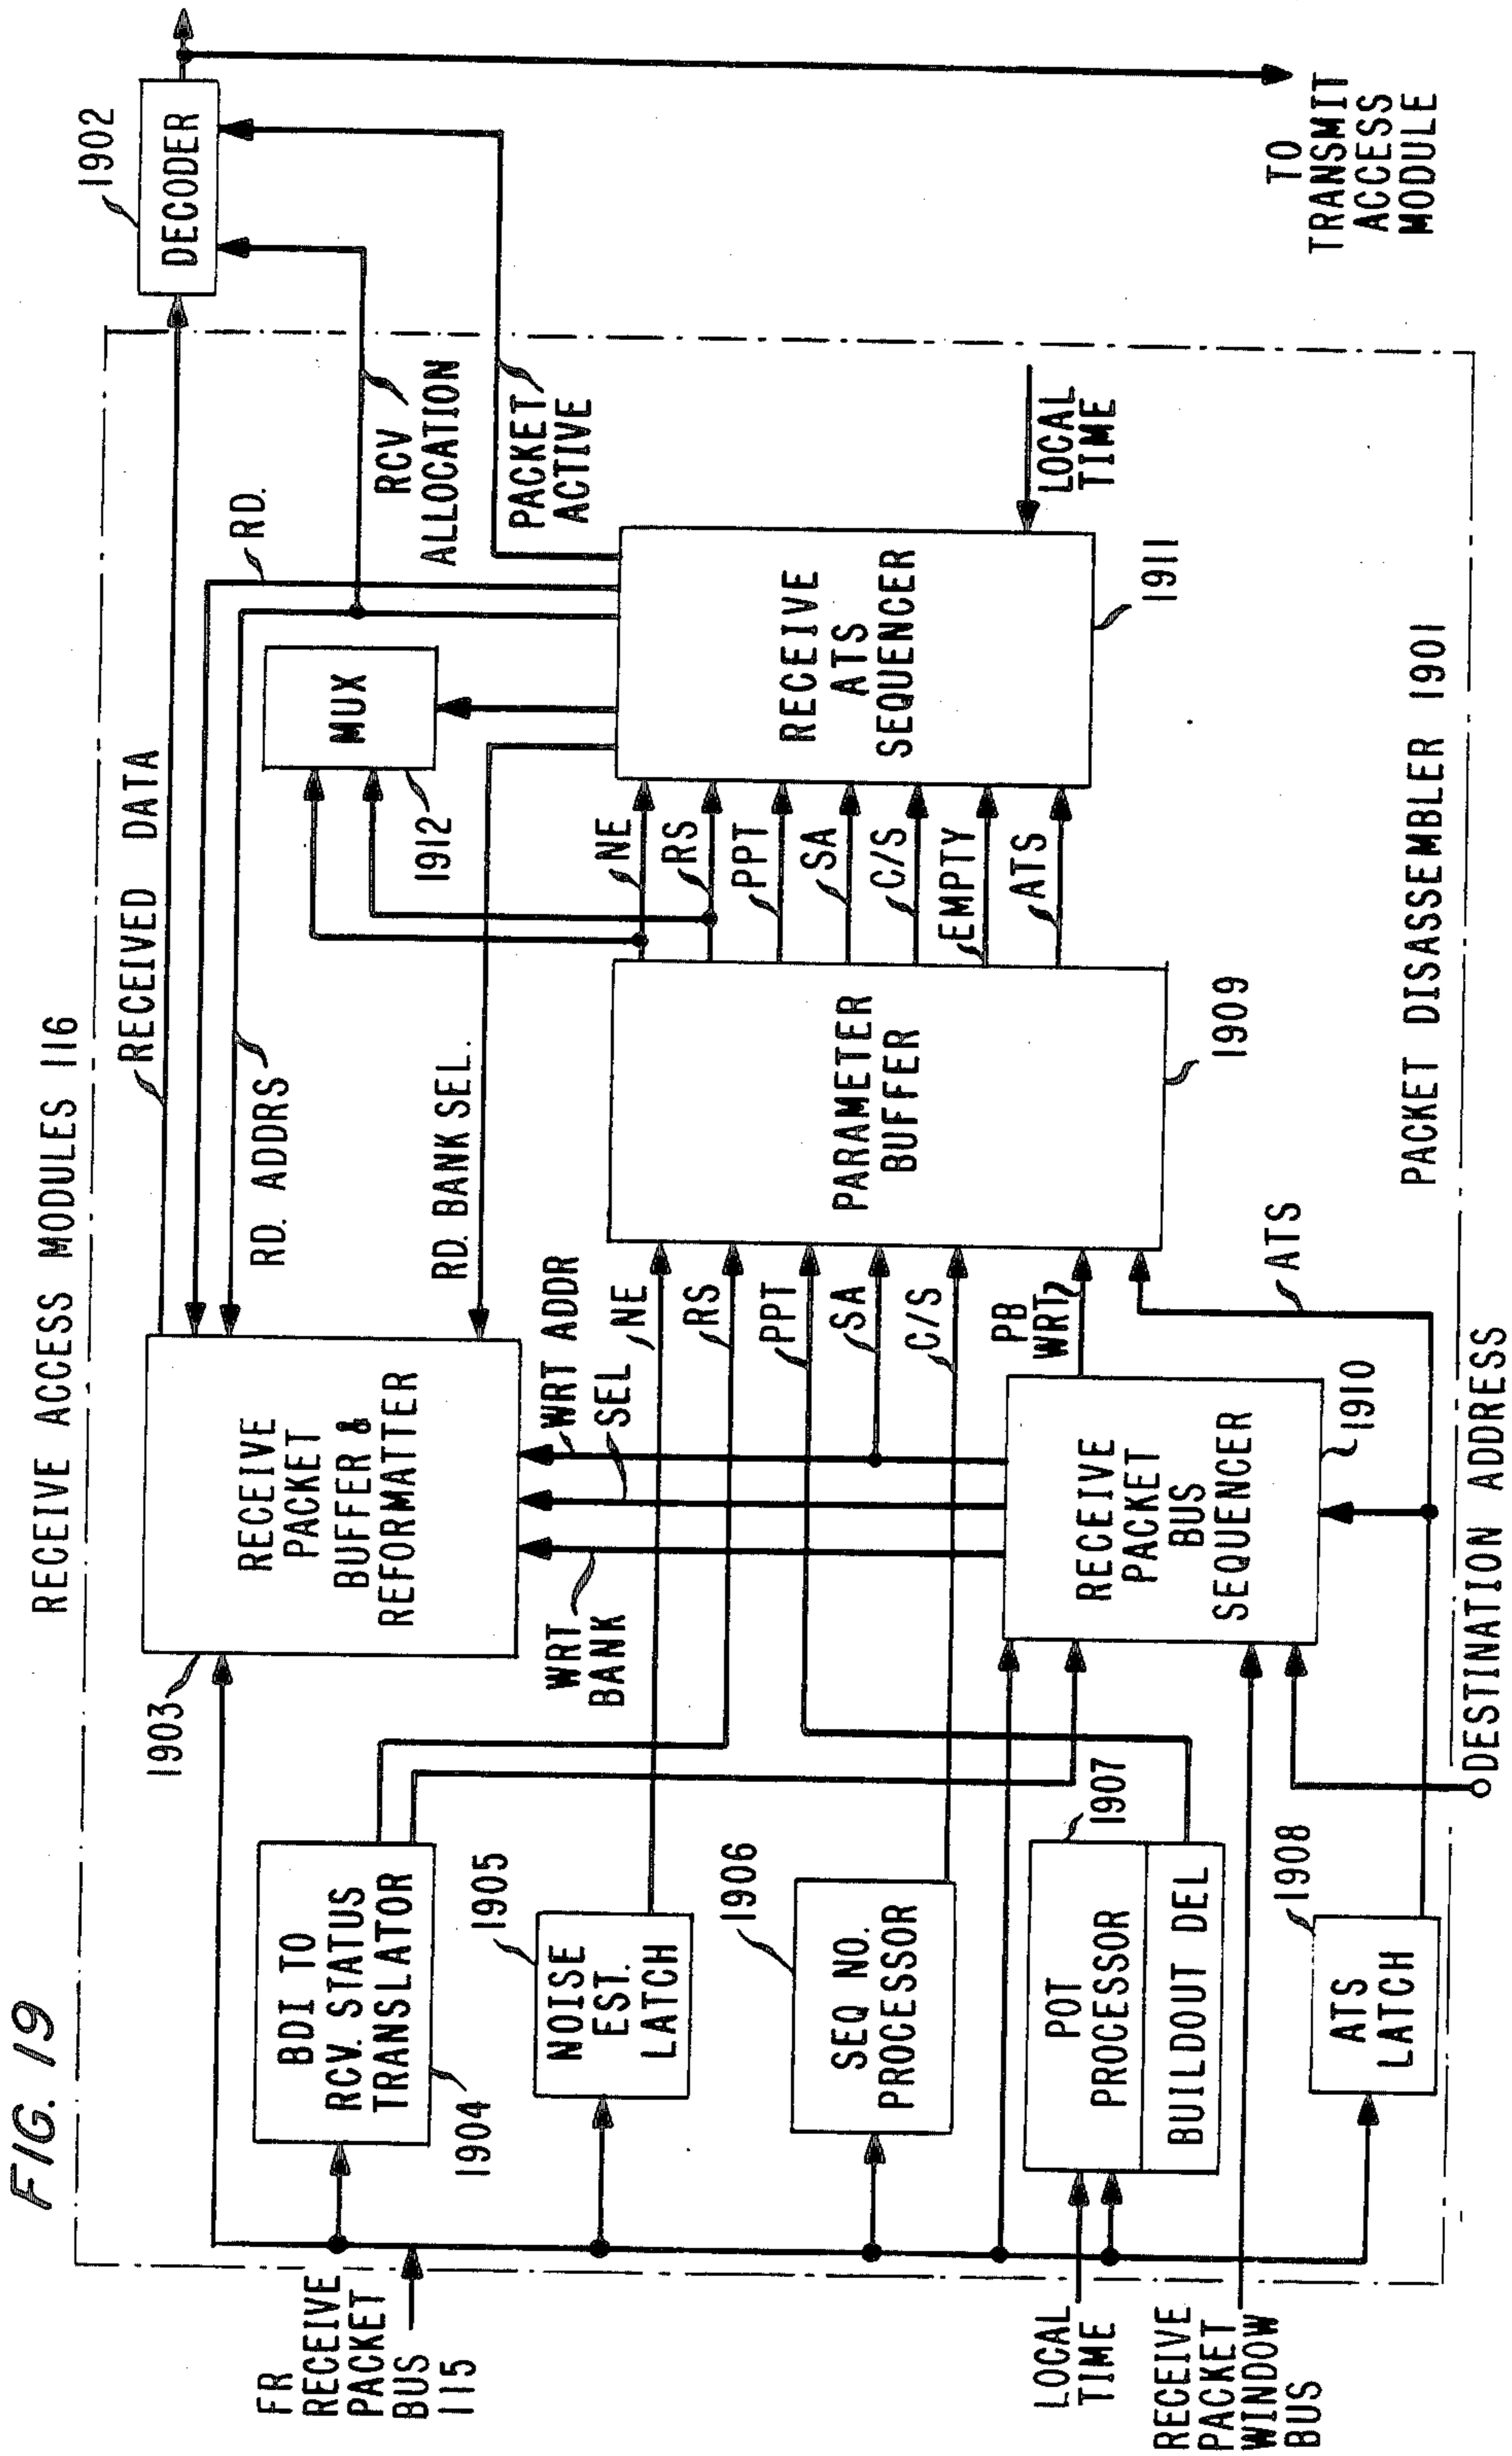 FIG. 19
RECEIVE ACCESS MODULES 116
FR
RECEIVE
PACKET
BUS
115
LOCAL
TIME
RECEIVE
PACKET
WINDOW
BUS
BDI TO
RCV. STATUS
TRANSLATOR
1904
NOISE
EST.
LATCH
1905
SEQ NO.
PROCESSOR
1906
POT
PROCESSOR
BUILDOUT DEL
1907
ATS
LATCH
1908
DESTINATION ADDRESS
1903
RECEIVE
PACKET
BUFFER &
REFORMATTER
WRT
BANK
SEL
WRT ADDR
RECEIVE
PACKET
BUS
SEQUENCER
1910
NE
RS
PPT
SA
C/S
PB
WRT
ATS
PARAMETER
BUFFER
1909
RECEIVED DATA
RD. ADDRS
RD. BANK SEL.
RD.
MUX
1912
NE
RS
PPT
SA
C/S
EMPTY
ATS
RECEIVE
ATS
SEQUENCER
1911
RCV
ALLOCATION
PACKET
ACTIVE
LOCAL
TIME
PACKET DISASSEMBLER 1901
DECODER
1902
TO
TRANSMIT
ACCESS
MODULE